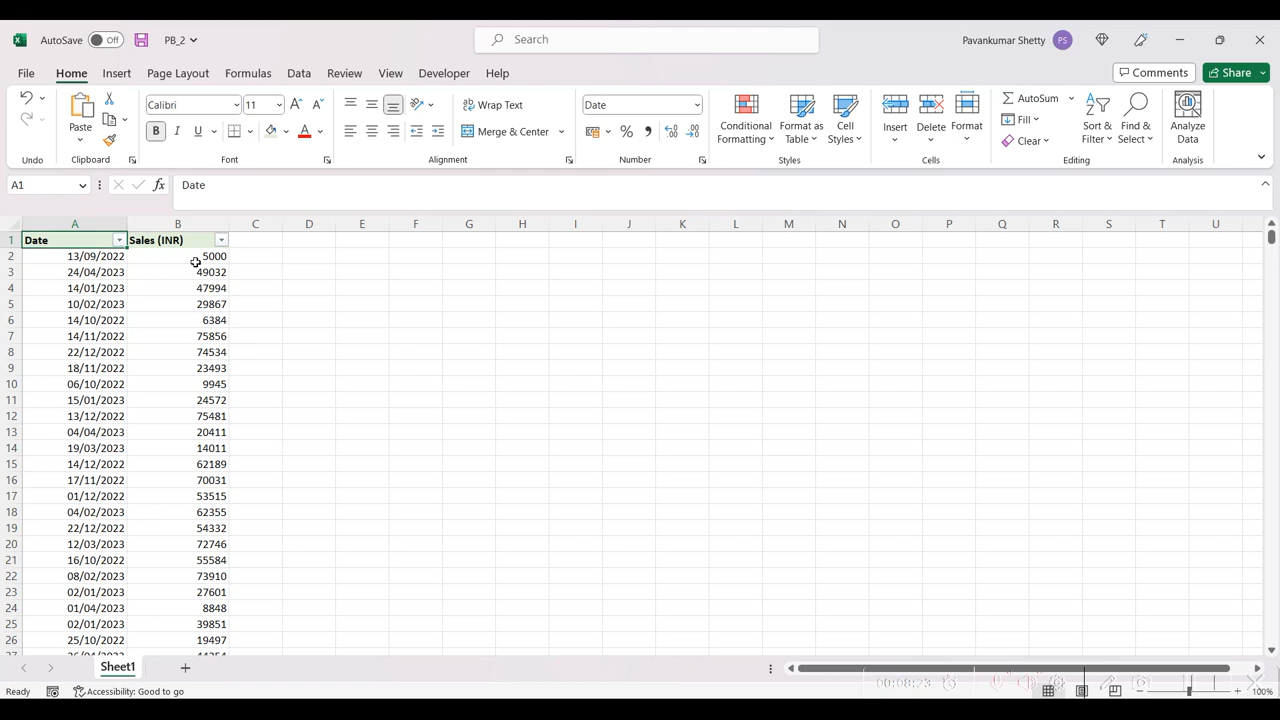 AutoSave Off PB_2 Search Pavankumar Shetty PS
File Home Insert Page Layout Formulas Data Review View Developer Help Comments Share
Paste Calibri 11 Wrap Text Date Conditional Formatting Format as Table Cell Styles Insert Delete Format AutoSum Sort & Filter Find & Select Analyze Data
B I U A Merge & Center % Fill Clear
Undo Clipboard Font Alignment Number Styles Cells Editing Analysis
A1 fx Date
A B C D E F G H I J K L M N O P Q R S T U
1 Date Sales (INR)
2 13/09/2022 5000
3 24/04/2023 49032
4 14/01/2023 47994
5 10/02/2023 29867
6 14/10/2022 6384
7 14/11/2022 75856
8 22/12/2022 74534
9 18/11/2022 23493
10 06/10/2022 9945
11 15/01/2023 24572
12 13/12/2022 75481
13 04/04/2023 20411
14 19/03/2023 14011
15 14/12/2022 62189
16 17/11/2022 70031
17 01/12/2022 53515
18 04/02/2023 62355
19 22/12/2022 54332
20 12/03/2023 72746
21 16/10/2022 55584
22 08/02/2023 73910
23 02/01/2023 27601
24 01/04/2023 8848
25 02/01/2023 39851
26 25/10/2022 19497
Sheet1
Ready Accessibility: Good to go 00:08:23 100%